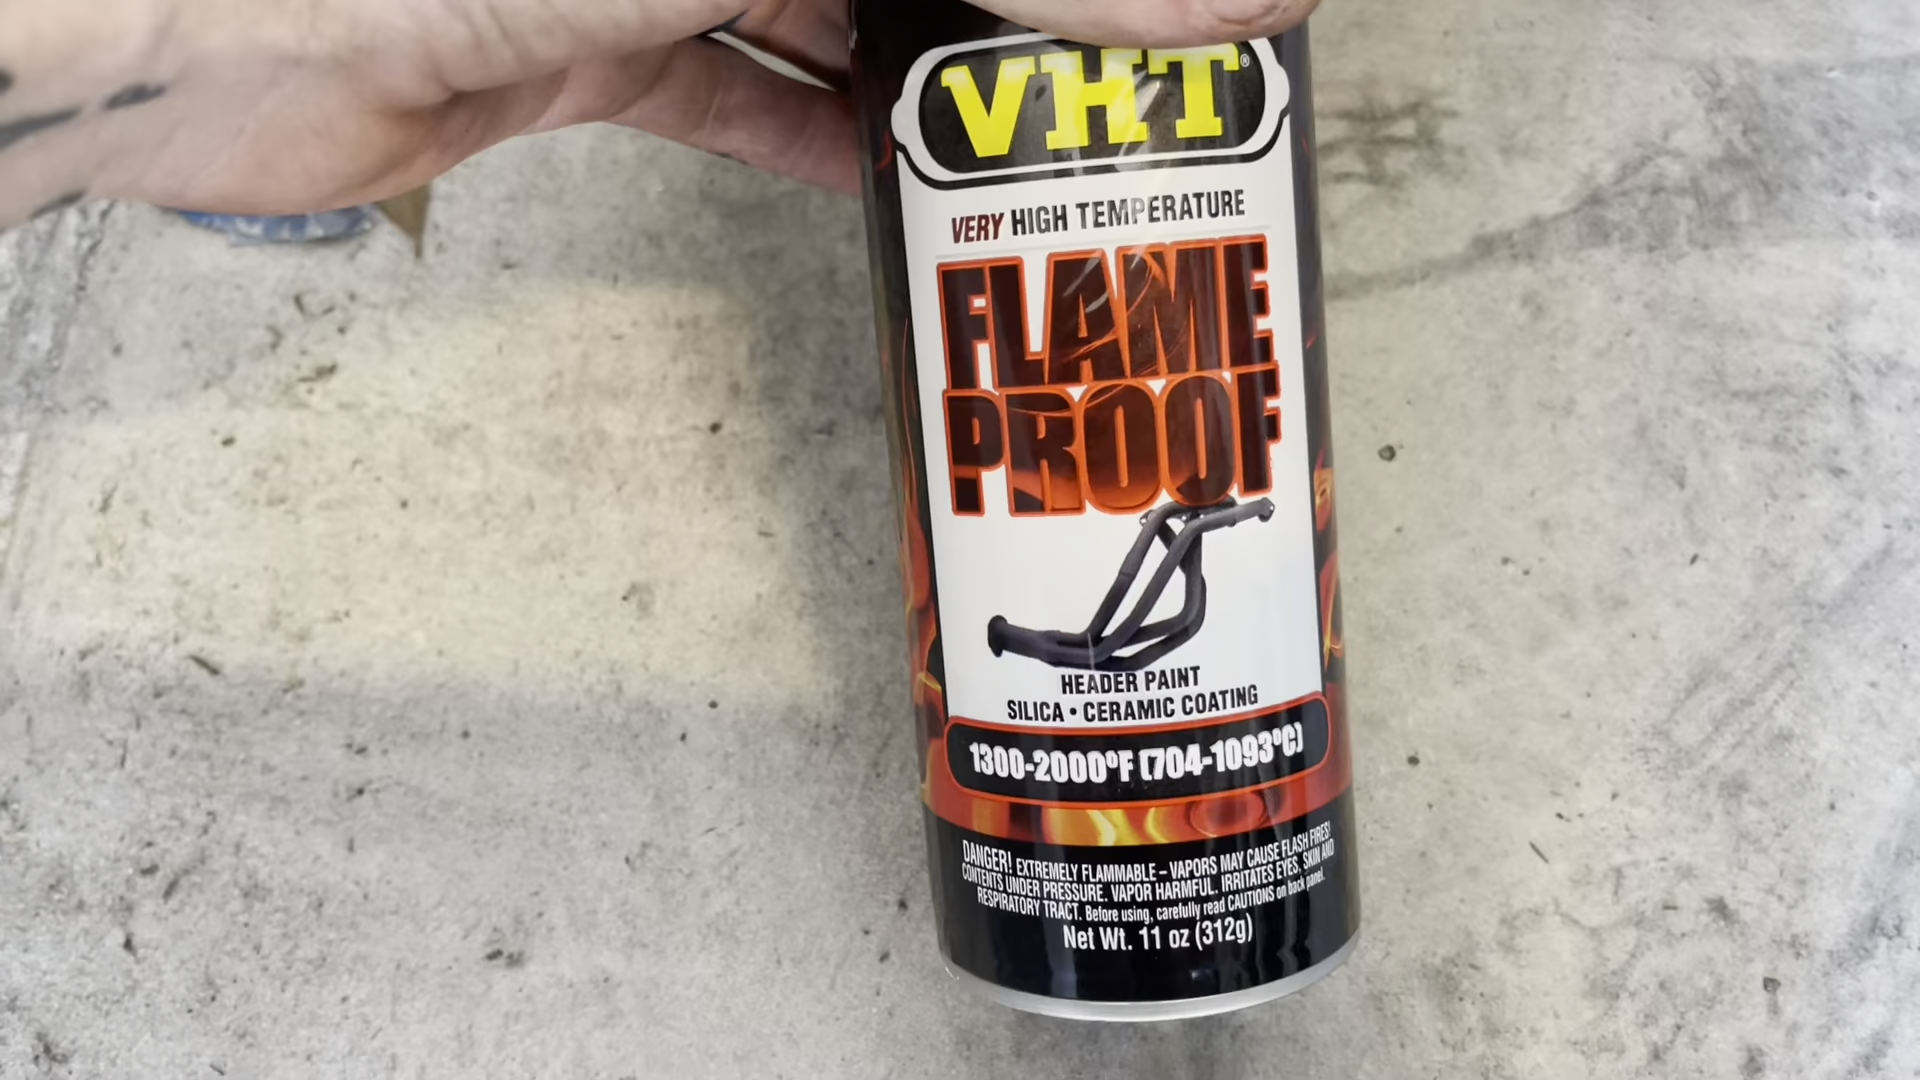 VHT®
VERY HIGH TEMPERATURE
FLAME
PROOF
HEADER PAINT
SILICA • CERAMIC COATING
1300-2000ºF (704-1093ºC)
DANGER! EXTREMELY FLAMMABLE – VAPORS MAY CAUSE FLASH FIRES!
CONTENTS UNDER PRESSURE. VAPOR HARMFUL. IRRITATES EYES, SKIN AND
RESPIRATORY TRACT. Before using, carefully read CAUTIONS on back panel.
Net Wt. 11 oz (312g)